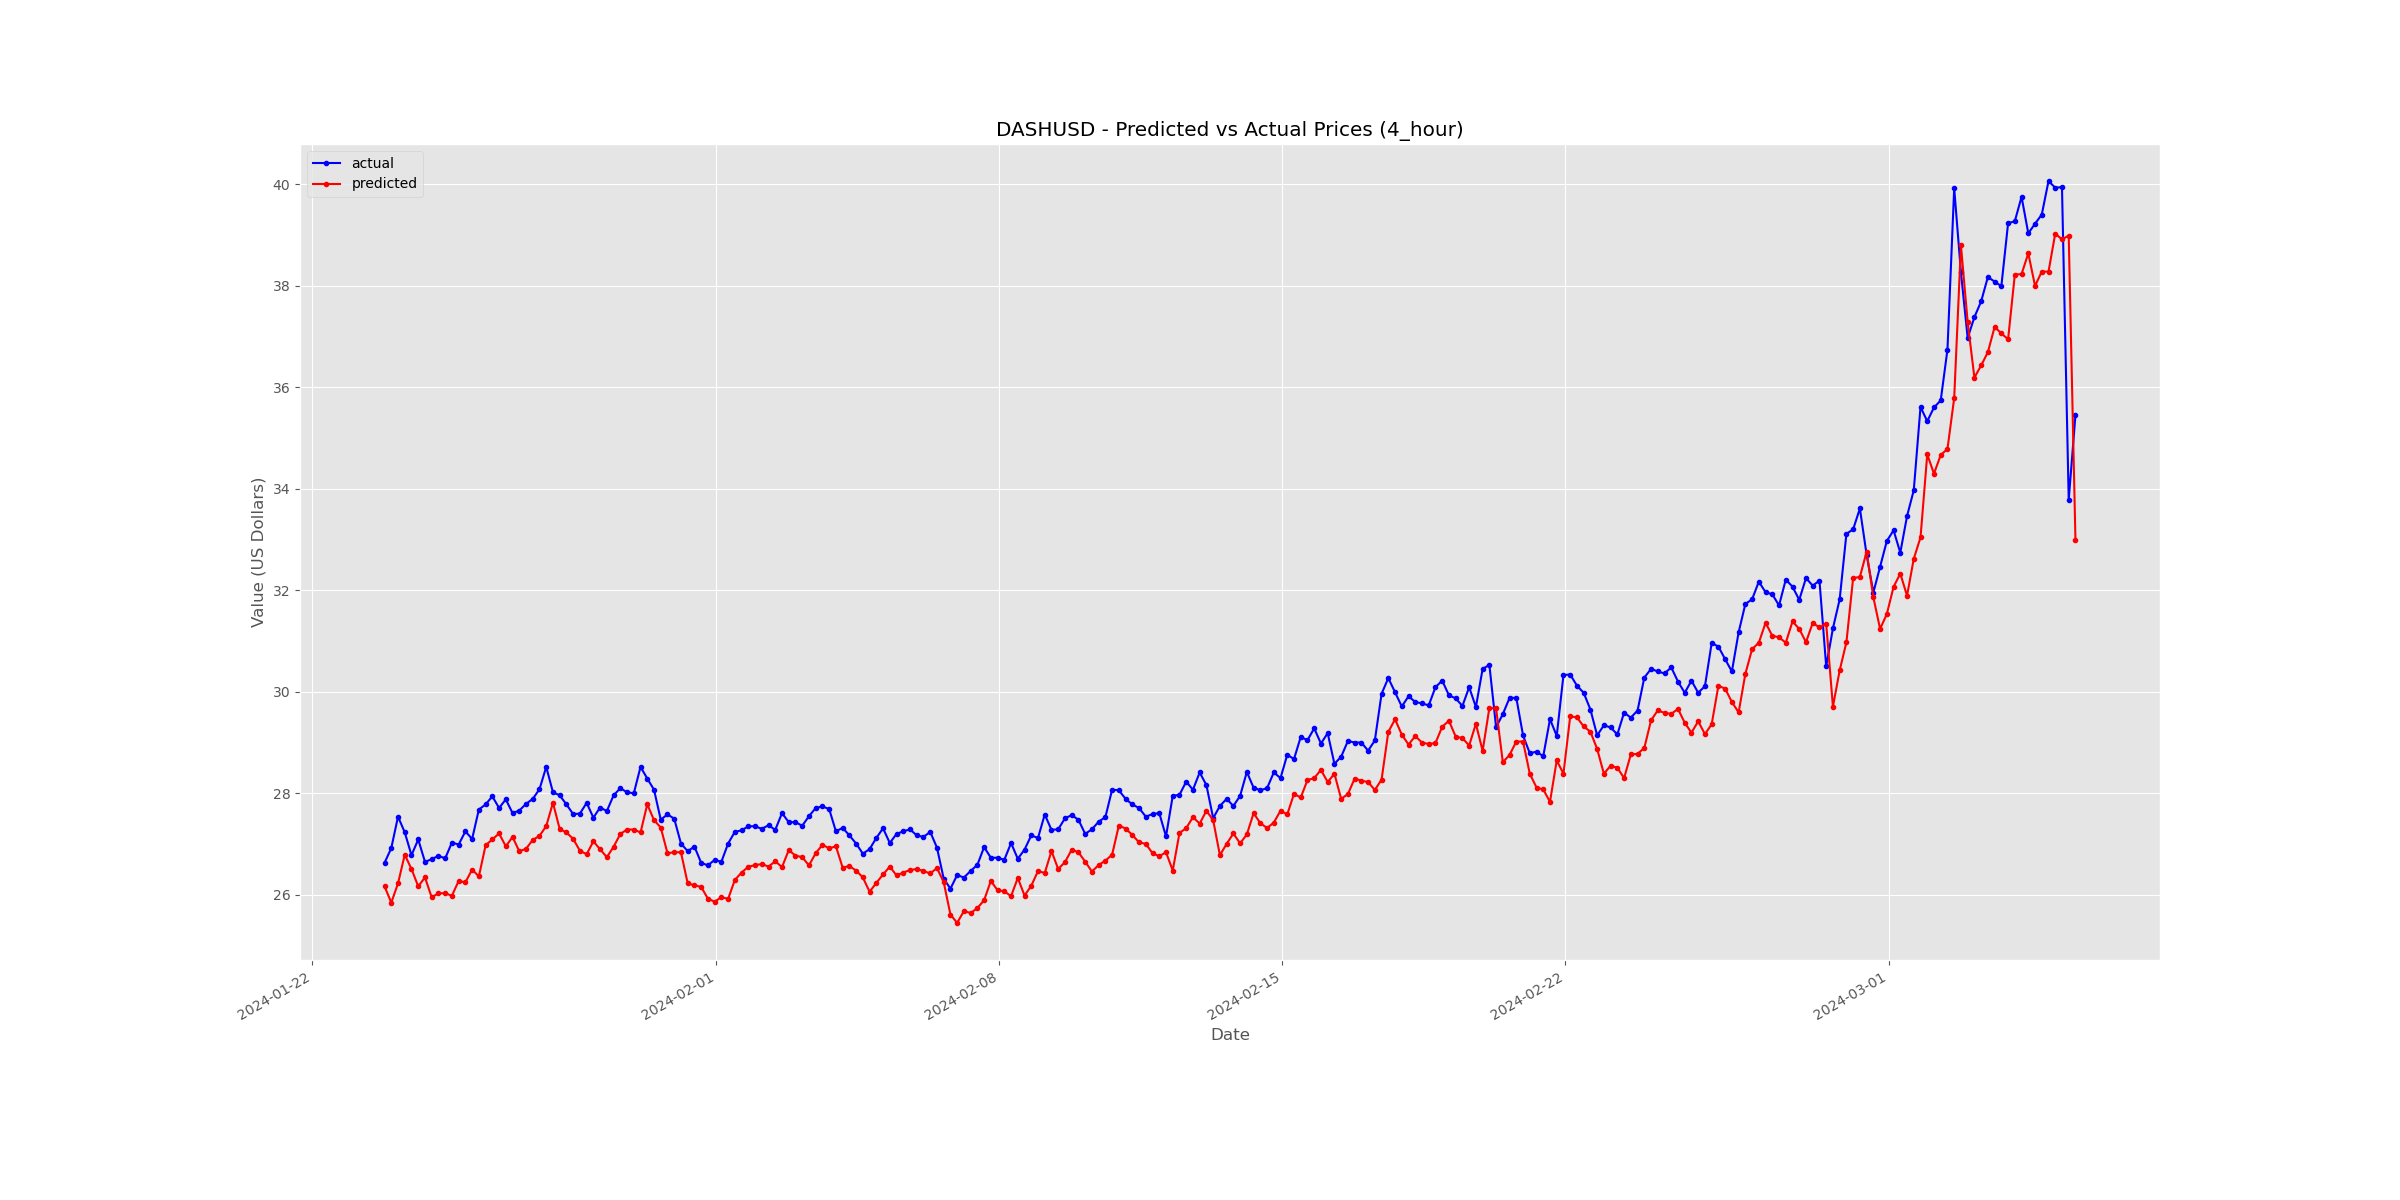 DASHUSD - Predicted vs Actual Prices (4_hour)
actual
predicted
40
38
36
34
32
30
28
26
Value (US Dollars)
2024-01-22
2024-02-01
2024-02-08
2024-02-15
2024-02-22
2024-03-01
Date